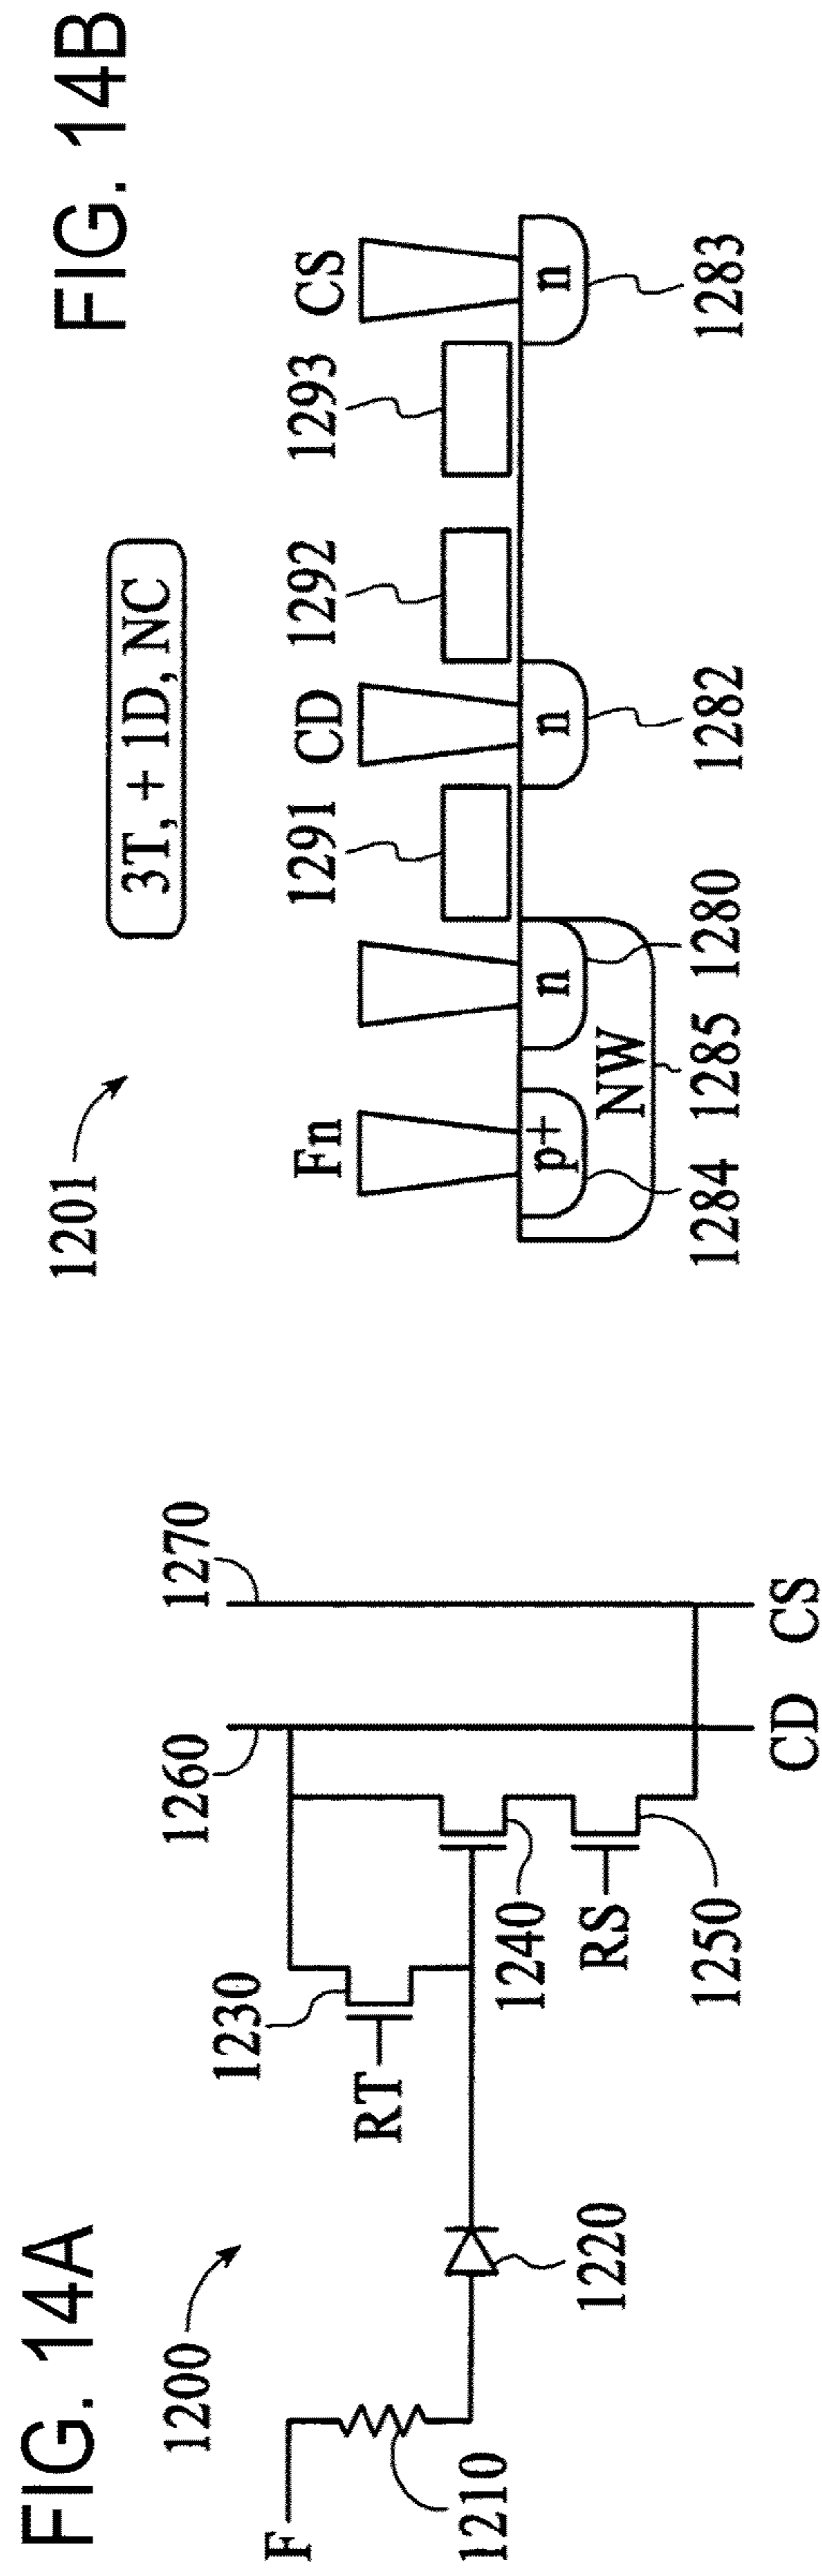 FIG. 14A
1200
F
1210
1220
RT
1230
1240
RS
1250
1260
1270
CD
CS
FIG. 14B
1201
3T, + 1D, NC
Fn
1291
CD
1292
1293
CS
p+
n
n
n
NW
1284
1285
1280
1282
1283